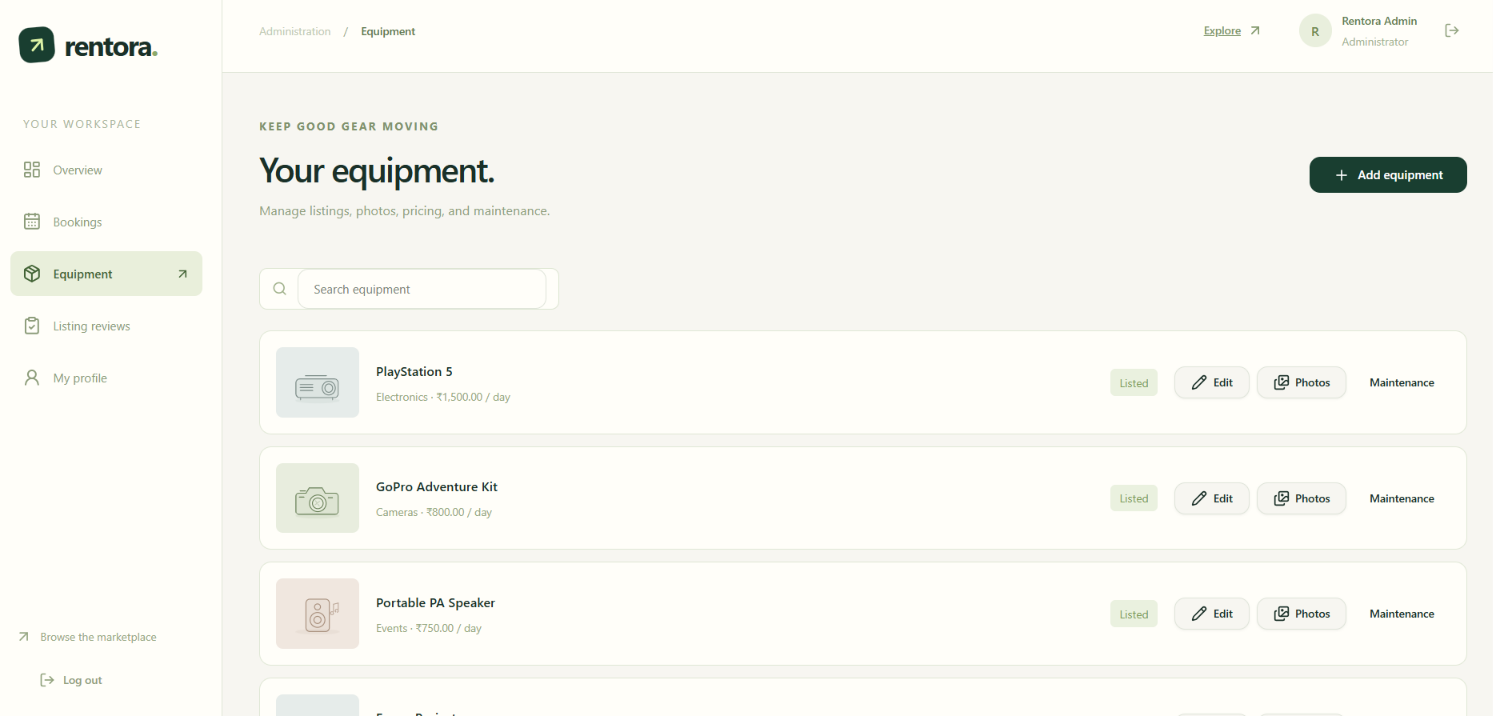 rentora.
Administration / Equipment
Explore
R
Rentora Admin
Administrator
YOUR WORKSPACE
Overview
Bookings
Equipment
Listing reviews
My profile
Browse the marketplace
Log out
KEEP GOOD GEAR MOVING
Your equipment.
Manage listings, photos, pricing, and maintenance.
Add equipment
Search equipment
PlayStation 5
Electronics · ₹1,500.00 / day
Listed Edit Photos Maintenance
GoPro Adventure Kit
Cameras · ₹800.00 / day
Listed Edit Photos Maintenance
Portable PA Speaker
Events · ₹750.00 / day
Listed Edit Photos Maintenance